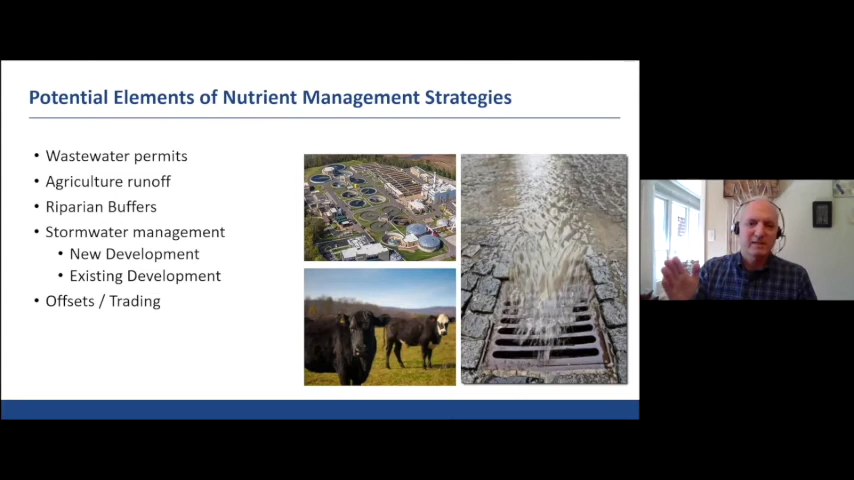 Potential Elements of Nutrient Management Strategies
• Wastewater permits
• Agriculture runoff
• Riparian Buffers
• Stormwater management
• New Development
• Existing Development
• Offsets / Trading